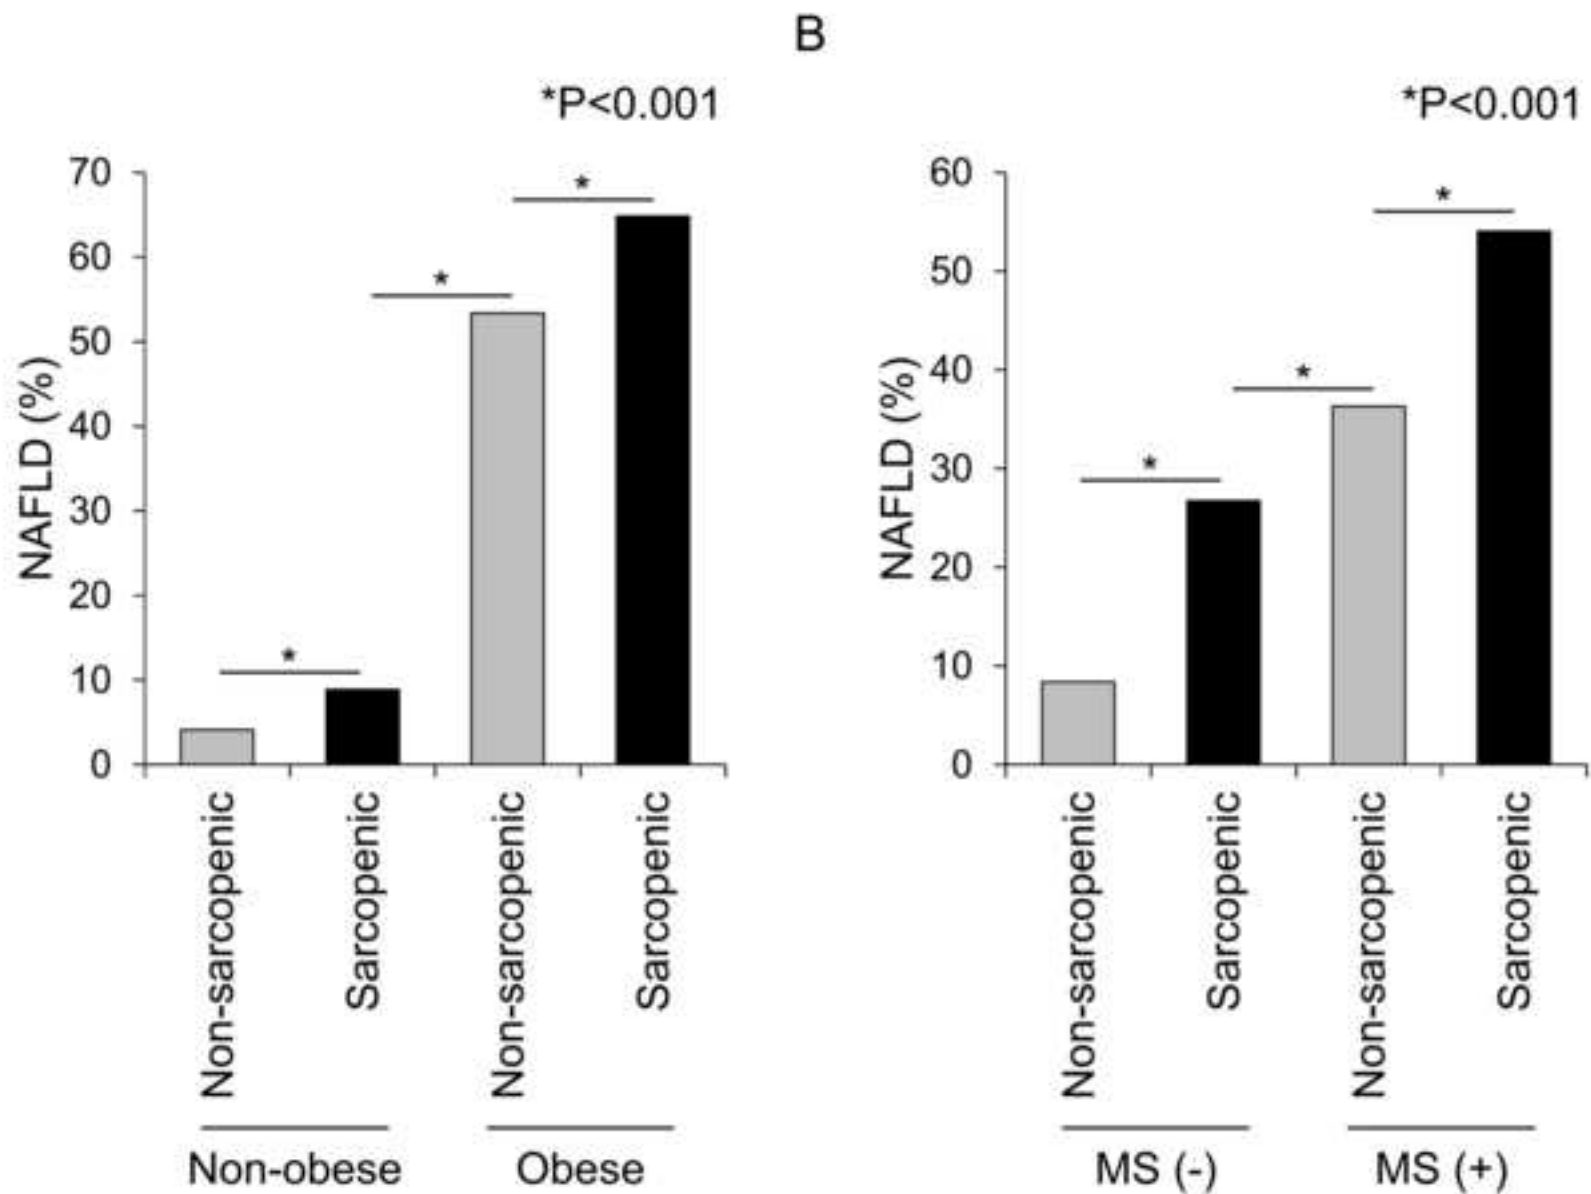 B
*P<0.001
NAFLD (%)
70
60
50
40
30
20
10
0
*
*
*
Non-sarcopenic
Sarcopenic
Non-sarcopenic
Sarcopenic
Non-obese
Obese
*P<0.001
NAFLD (%)
60
50
40
30
20
10
0
*
*
*
Non-sarcopenic
Sarcopenic
Non-sarcopenic
Sarcopenic
MS (-)
MS (+)